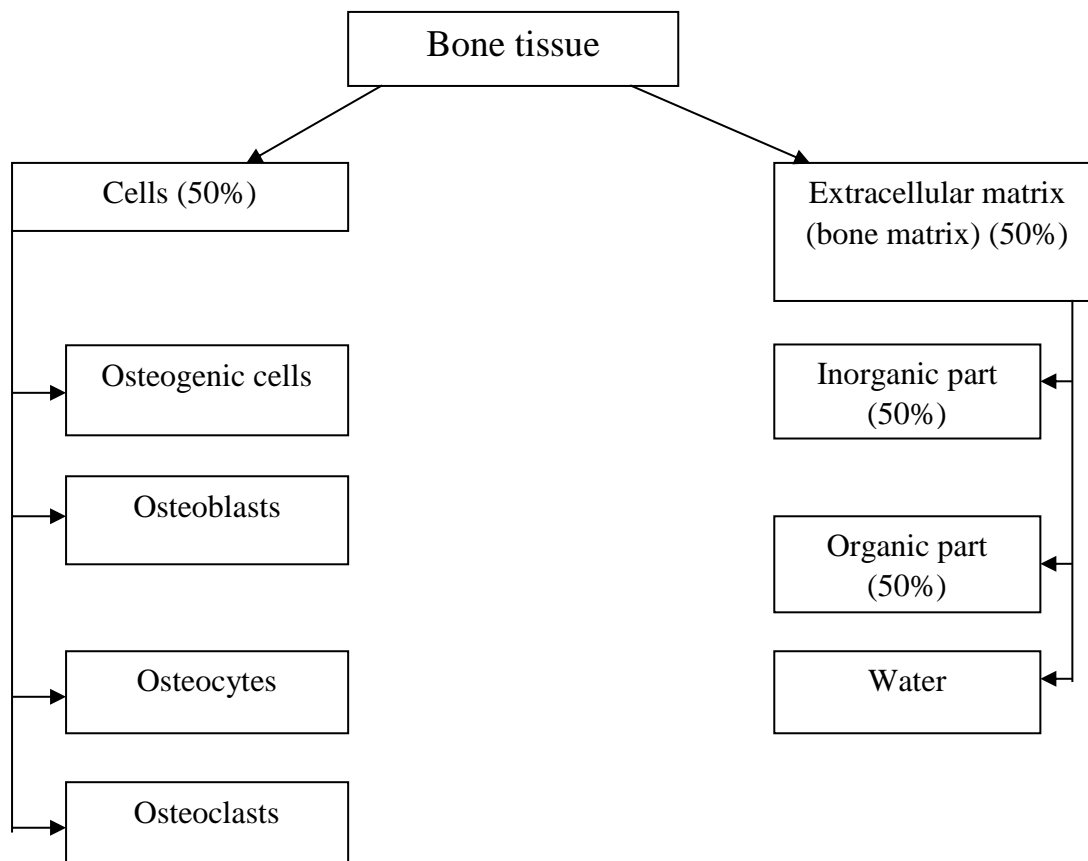 Bone tissue
Cells (50%)
Extracellular matrix
(bone matrix) (50%)
Osteogenic cells
Osteoblasts
Osteocytes
Osteoclasts
Inorganic part
(50%)
Organic part
(50%)
Water